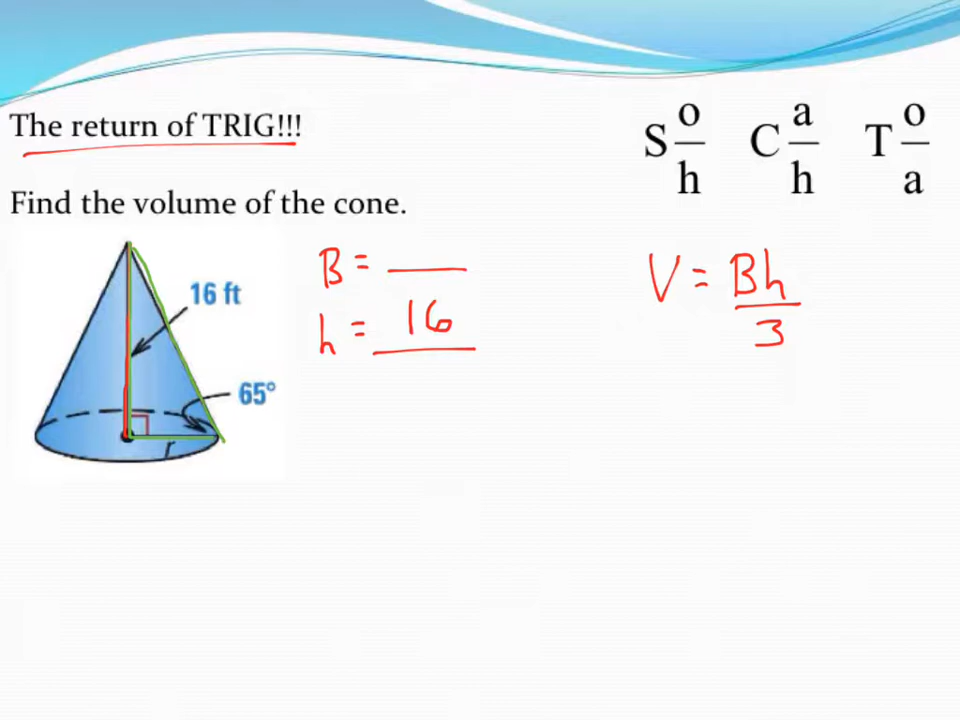 The return of TRIG!!!
S o/h C a/h T o/a
Find the volume of the cone.
B = ___
h = 16
V = Bh/3
16 ft
65°
r